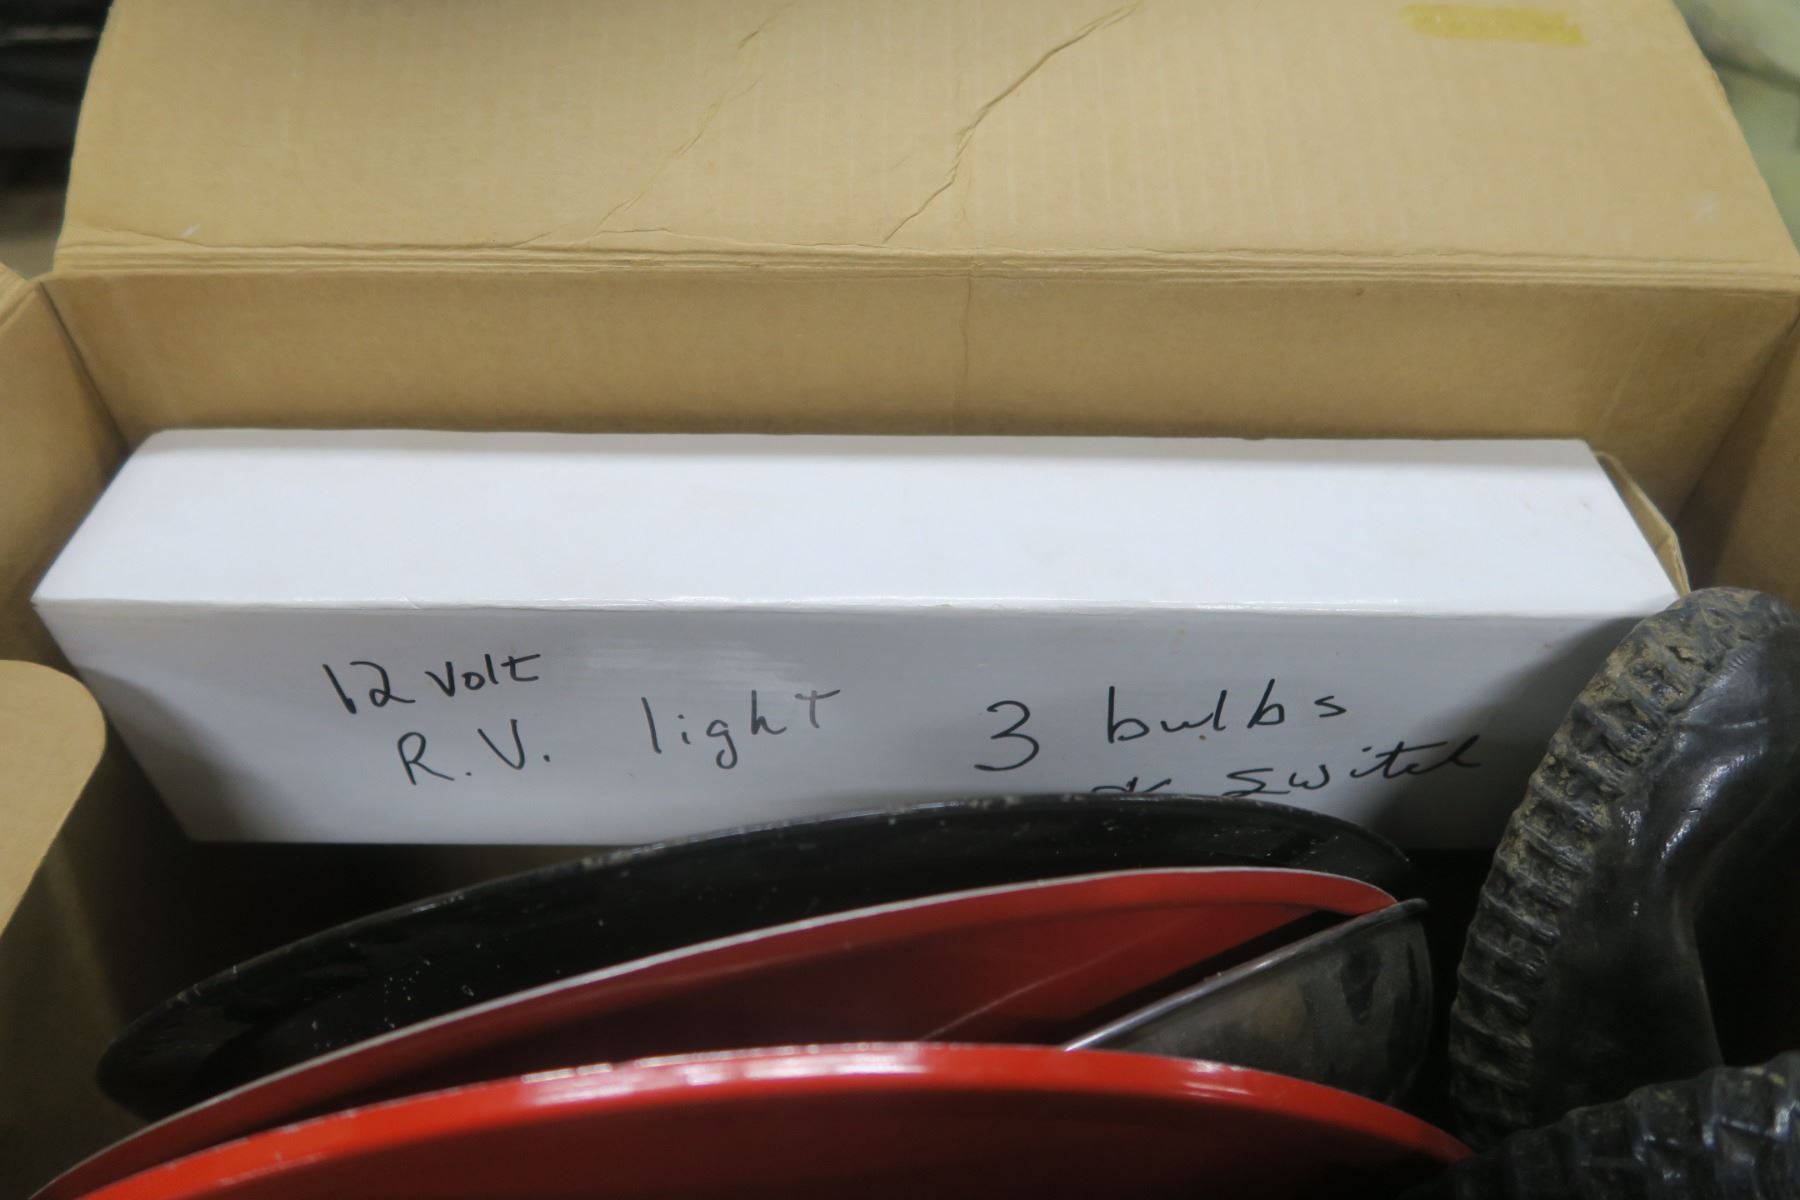 12 volt
R.V. light 3 bulbs
switch